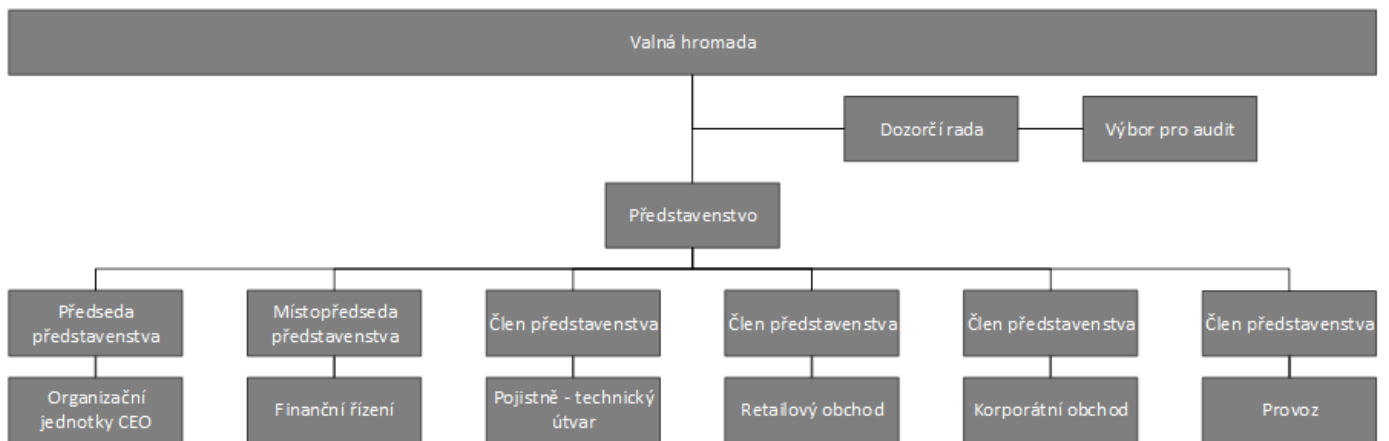 Valná hromada
Dozorčí rada
Výbor pro audit
Představenstvo
Předseda
představenstva
Místopředseda
představenstva
Člen představenstva
Člen představenstva
Člen představenstva
Člen představenstva
Organizační
jednotky CEO
Finanční řízení
Pojistně - technický
útvar
Retailový obchod
Korporátní obchod
Provoz